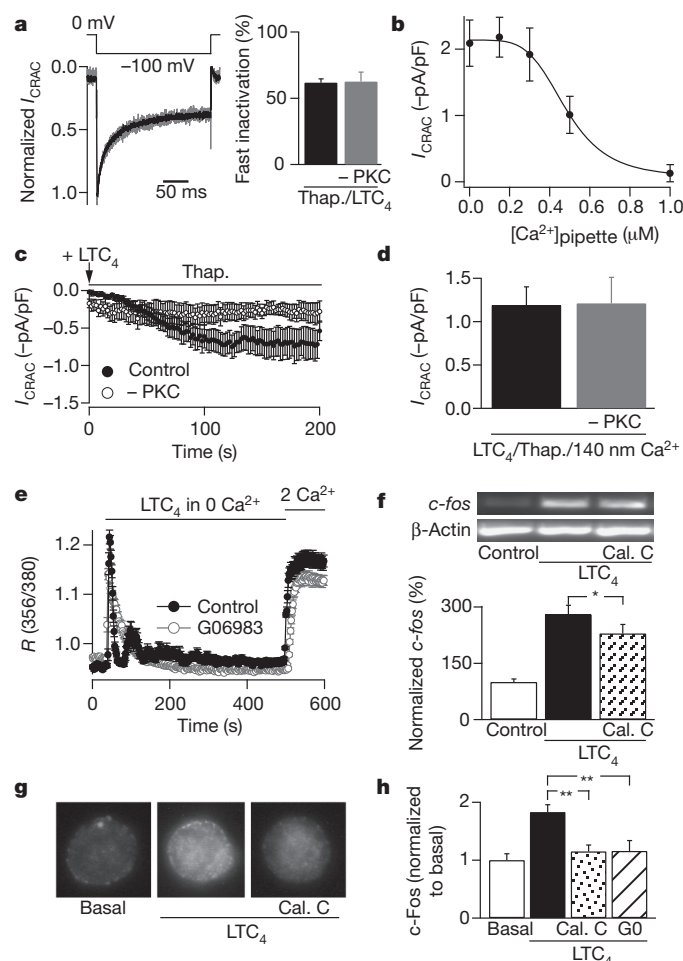 a
0 mV
−100 mV
Normalized I_CRAC
0.0
0.5
1.0
50 ms
Fast inactivation (%)
100
50
0
− PKC
Thap./LTC4
b
I_CRAC (−pA/pF)
2
1
0
0.0 0.2 0.4 0.6 0.8 1.0
[Ca2+]pipette (μM)
c
+ LTC4
Thap.
I_CRAC (−pA/pF)
0.0
−0.5
−1.0
−1.5
Control
− PKC
0 100 200
Time (s)
d
I_CRAC (−pA/pF)
1.5
1.0
0.5
0.0
− PKC
LTC4/Thap./140 nm Ca2+
e
LTC4 in 0 Ca2+
2 Ca2+
R (356/380)
1.2
1.1
1.0
Control
G06983
0 200 400 600
Time (s)
f
c-fos
β-Actin
Control
Cal. C
LTC4
Normalized c-fos (%)
300
150
0
*
Control
Cal. C
LTC4
g
Basal
Cal. C
LTC4
h
c-Fos (normalized
to basal)
2
1
0
**
**
Basal
Cal. C G0
LTC4